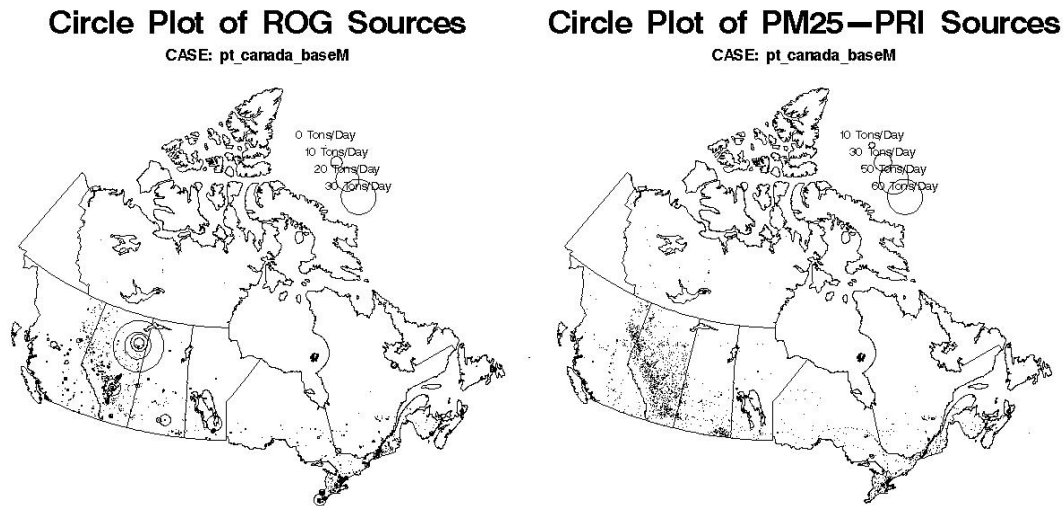 Circle Plot of ROG Sources
CASE: pt_canada_baseM
0 Tons/Day
10 Tons/Day
20 Tons/Day
30 Tons/Day
Circle Plot of PM25—PRI Sources
CASE: pt_canada_baseM
10 Tons/Day
30 Tons/Day
50 Tons/Day
60 Tons/Day